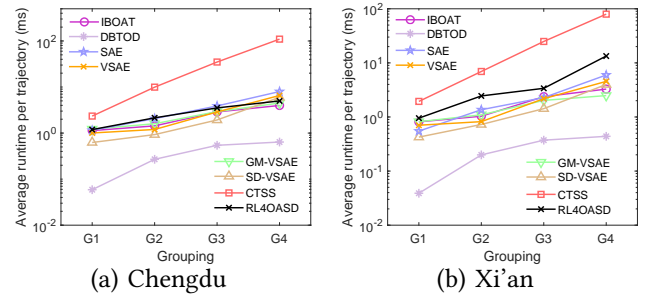 Average runtime per trajectory (ms)
10^2
10^0
10^-2
IBOAT
DBTOD
SAE
VSAE
GM-VSAE
SD-VSAE
CTSS
RL4OASD
G1 G2 G3 G4
Grouping
(a) Chengdu
Average runtime per trajectory (ms)
10^2
10^1
10^0
10^-1
10^-2
IBOAT
DBTOD
SAE
VSAE
GM-VSAE
SD-VSAE
CTSS
RL4OASD
G1 G2 G3 G4
Grouping
(b) Xi'an